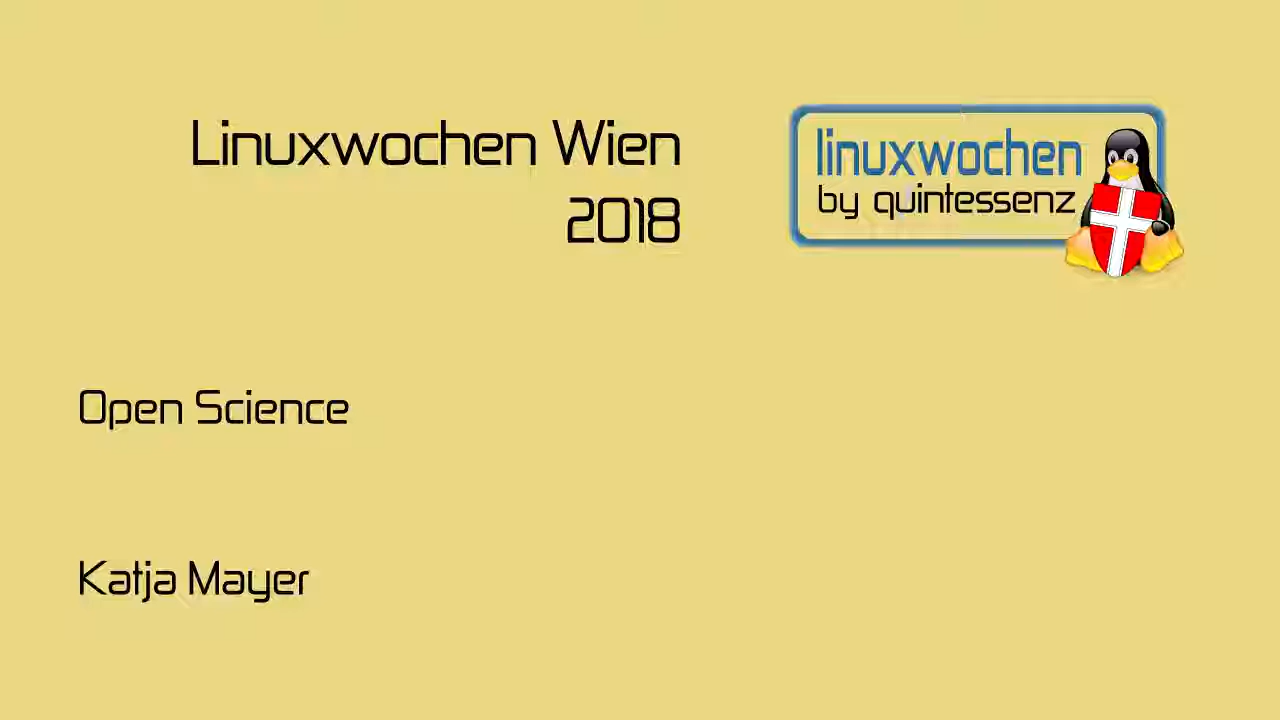 Linuxwochen Wien
2018
linuxwochen
by quintessenz
Open Science
Katja Mayer